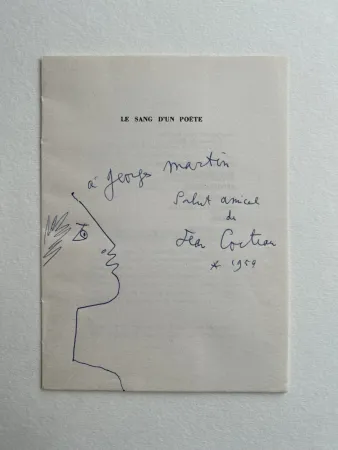 LE SANG D'UN POÈTE
à Georges Martin
Salut amical
de
Jean Cocteau
* 1959